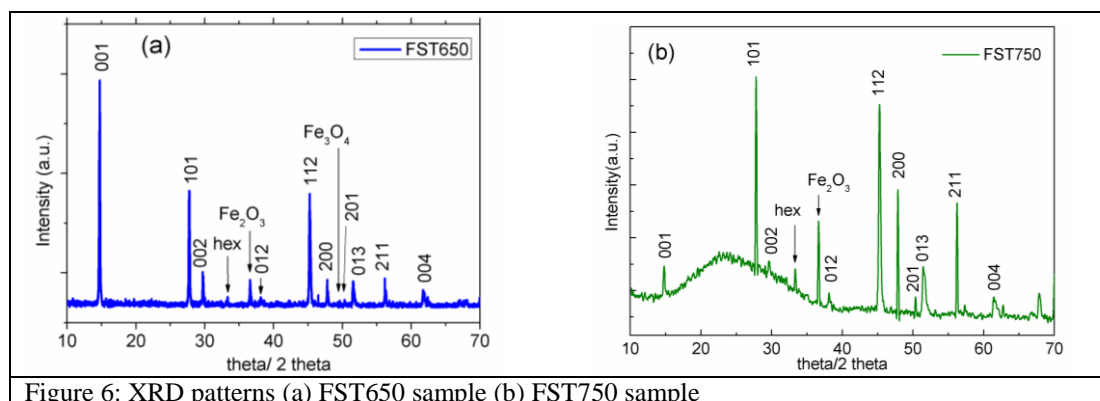 (a)
FST650
001
101
002
hex
Fe₂O₃
012
112
Fe₃O₄
200
201
013
211
004
Intensity (a.u.)
10 20 30 40 50 60 70
theta/ 2 theta
(b)
FST750
001
101
002
hex
Fe₂O₃
012
112
200
201
013
211
004
Intensity(a.u.)
10 20 30 40 50 60 70
theta/2 theta
Figure 6: XRD patterns (a) FST650 sample (b) FST750 sample